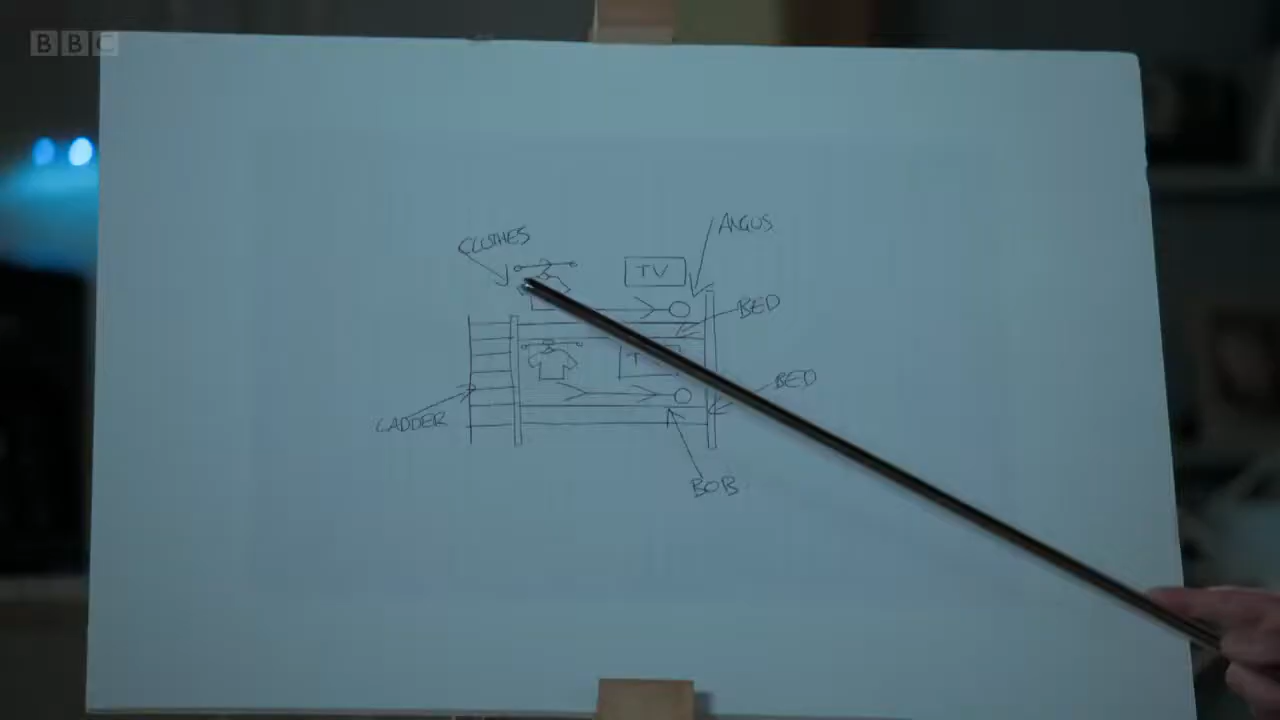 BBC
ANGUS
CLOTHES
TV
BED
BED
LADDER
BOB